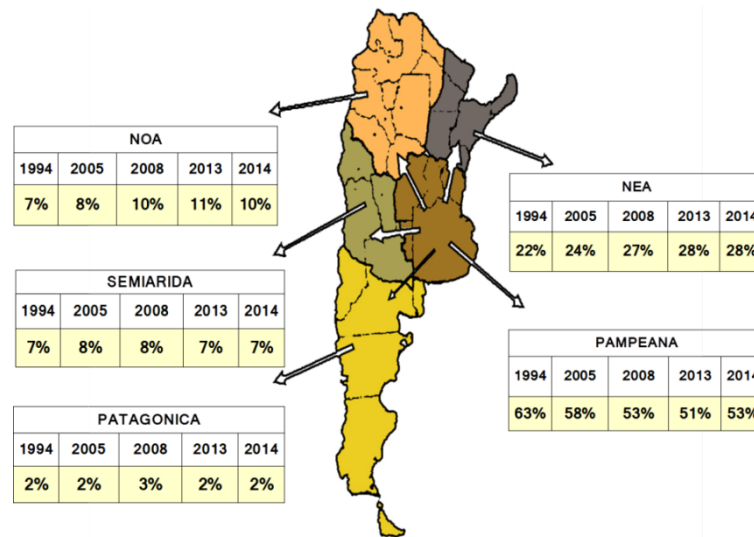 NOA
1994 2005 2008 2013 2014
7% 8% 10% 11% 10%
SEMIARIDA
1994 2005 2008 2013 2014
7% 8% 8% 7% 7%
PATAGONICA
1994 2005 2008 2013 2014
2% 2% 3% 2% 2%
NEA
1994 2005 2008 2013 2014
22% 24% 27% 28% 28%
PAMPEANA
1994 2005 2008 2013 2014
63% 58% 53% 51% 53%